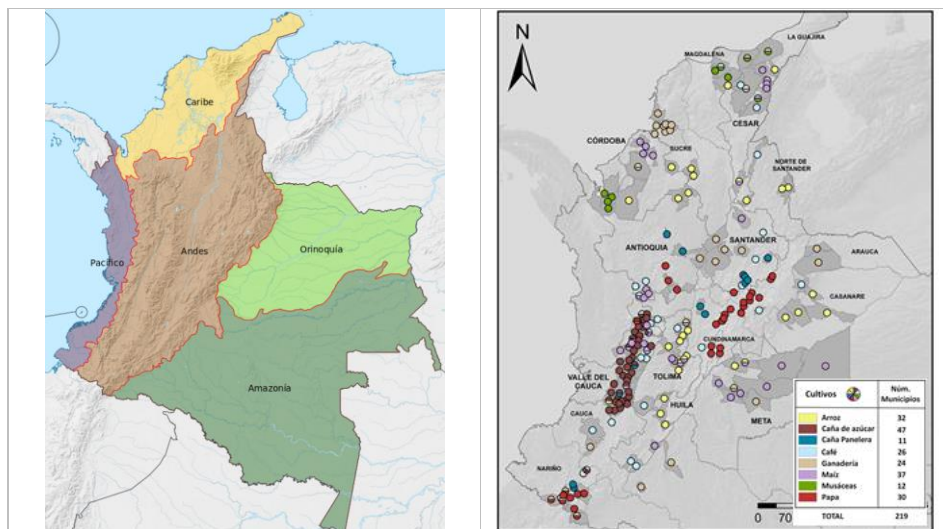 Caribe
Pacífico
Andes
Orinoquía
Amazonía
N
LA GUAJIRA
MAGDALENA
CESAR
CÓRDOBA
SUCRE
NORTE DE
SANTANDER
ANTIOQUIA
SANTANDER
ARAUCA
CASANARE
CUNDINAMARCA
VALLE DEL
CAUCA
TOLIMA
CAUCA
HUILA
META
NARIÑO
Cultivos Núm. Municipios
Arroz 32
Caña de azúcar 47
Caña Panelera 11
Café 26
Ganadería 24
Maíz 37
Musáceas 12
Papa 30
TOTAL 219
0 70